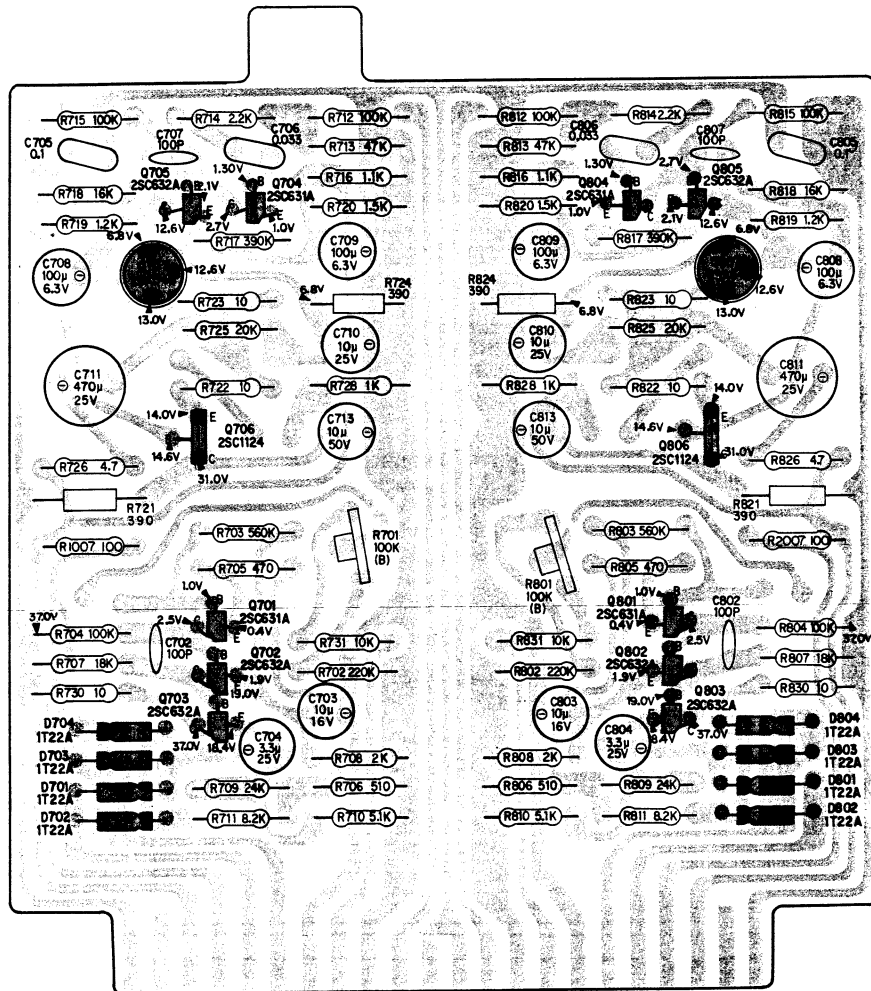 R715 100K
R714 2.2K
R712 100K
R812 100K
R814 2.2K
R815 100K
C705
0.1
C707
100P
C706
0.033
R713 47K
R813 47K
C806
0.033
C807
100P
C805
0.1
1.30V
B
Q705
2SC632A
B
2.1V
Q704
2SC631A
R716 1.1K
R816 1.1K
1.30V
B
Q804
2SC631A
2.7V
B
Q805
2SC632A
R718 16K
R818 16K
R719 1.2K
12.6V
E
2.7V
E
1.0V
R720 1.5K
R820 1.5K
1.0V
E
C
2.1V
12.6V
R819 1.2K
6.8V
R717 390K
R817 390K
6.8V
C708
100µ
6.3V
12.6V
13.0V
C709
100µ
6.3V
C809
100µ
6.3V
12.6V
13.0V
C808
100µ
6.3V
R723 10
6.8V
R724
390
R824
390
6.8V
R823 10
R725 20K
R825 20K
C710
10µ
25V
C810
10µ
25V
C711
470µ
25V
R722 10
R728 1K
R828 1K
R822 10
C811
470µ
25V
14.0V
E
Q706
2SC1124
14.6V
C
31.0V
C713
10µ
50V
C813
10µ
50V
14.0V
E
14.6V
Q806
2SC1124
31.0V
R726 4.7
R826 4.7
R721
390
R821
390
R1007 100
R703 560K
R701
100K
(B)
R803 560K
R2007 100
R705 470
R801
100K
(B)
R805 470
1.0V
B
Q701
2SC631A
2.5V
E
0.4V
1.0V
B
Q801
2SC631A
0.4V
E
2.5V
C802
100P
37.0V
R704 100K
C702
100P
B
Q702
2SC632A
R731 10K
R831 10K
B
Q802
2SC632A
R804 100K
37.0V
R707 18K
1.9V
R702 220K
R802 220K
1.9V
R807 18K
R730 10
19.0V
Q703
2SC632A
B
E
37.0V
18.4V
C703
10µ
16V
C803
10µ
16V
19.0V
B
Q803
2SC632A
C
37.0V
R830 10
C704
3.3µ
25V
C804
3.3µ
25V
D704
1T22A
D804
1T22A
D703
1T22A
R708 2K
R808 2K
D803
1T22A
D701
1T22A
R709 24K
R706 510
R806 510
R809 24K
D801
1T22A
D702
1T22A
R711 8.2K
R710 5.1K
R810 5.1K
R811 8.2K
D802
1T22A